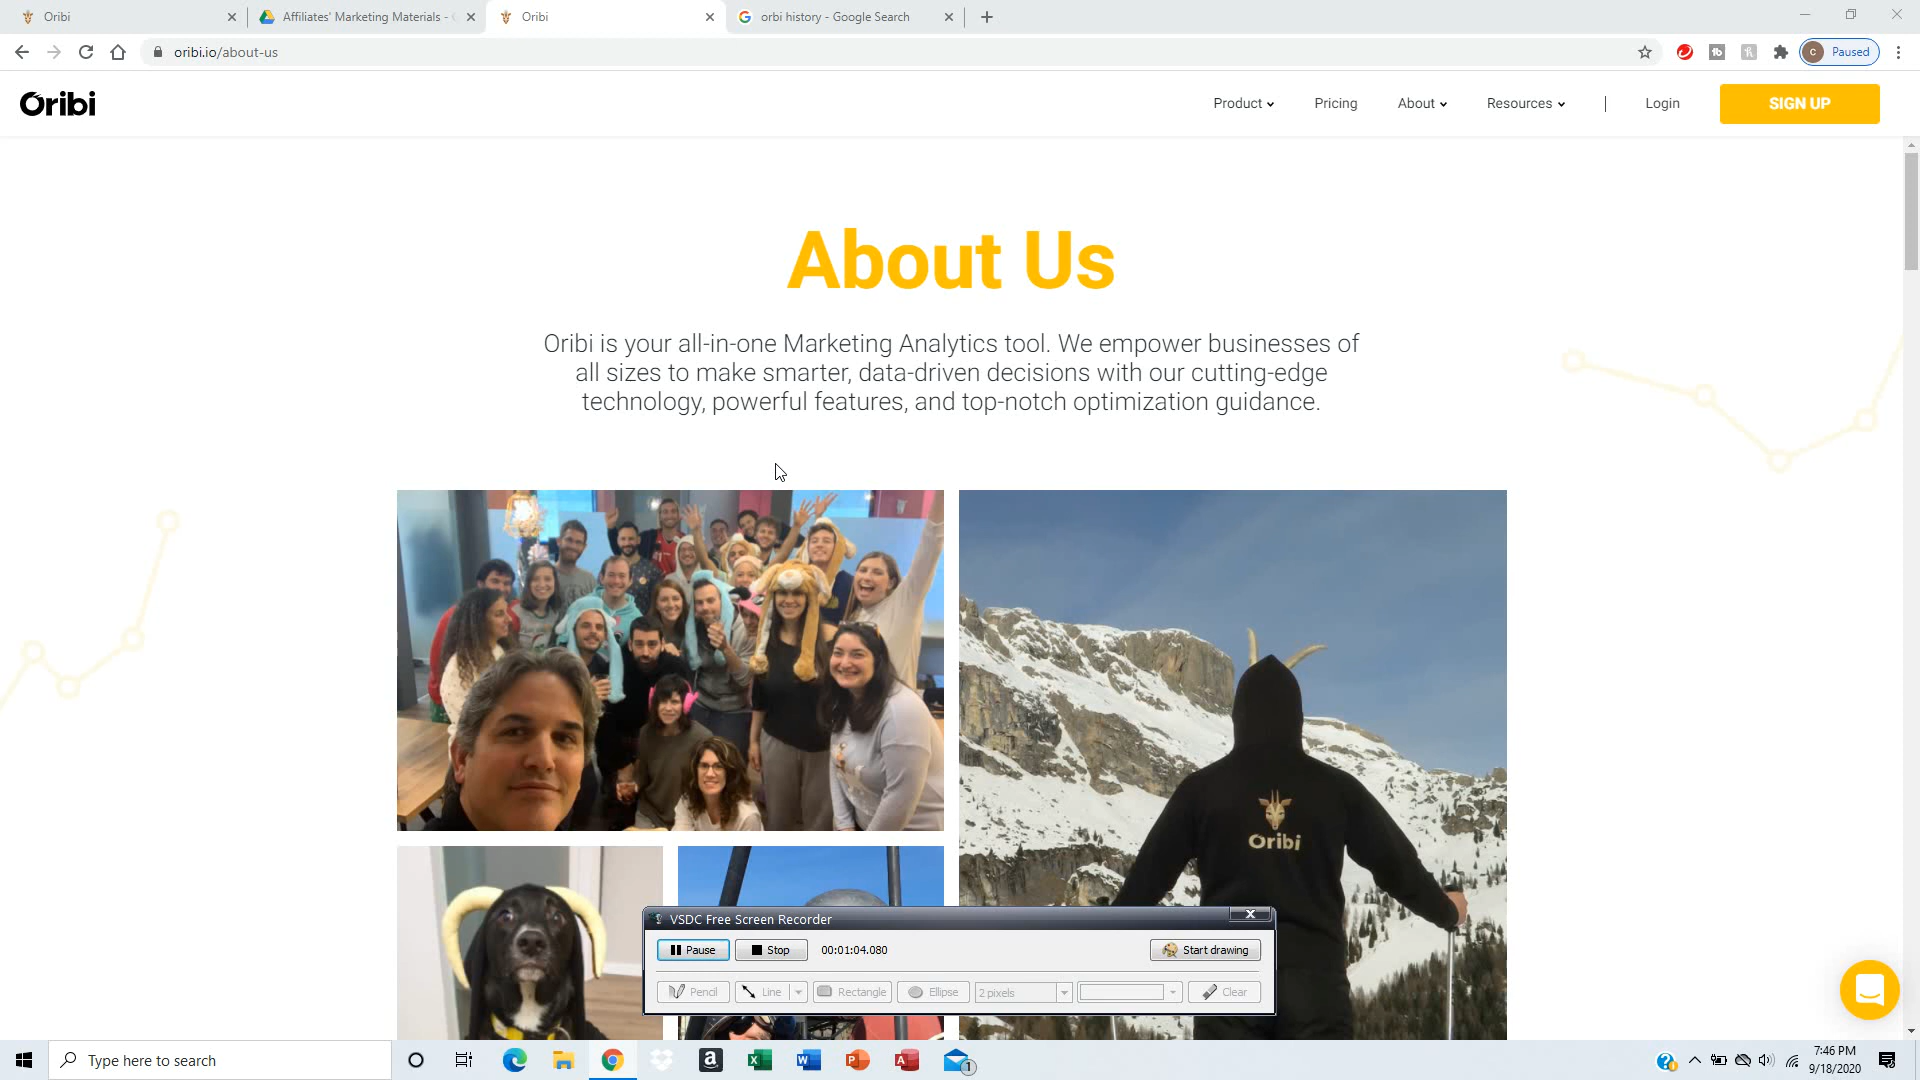 Oribi
Affiliates' Marketing Materials -
Oribi
orbi history - Google Search
oribi.io/about-us
Paused
Oribi
Product
Pricing
About
Resources
Login
SIGN UP
About Us
Oribi is your all-in-one Marketing Analytics tool. We empower businesses of
all sizes to make smarter, data-driven decisions with our cutting-edge
technology, powerful features, and top-notch optimization guidance.
Oribi
VSDC Free Screen Recorder
Pause
Stop
00:01:04.080
Start drawing
Pencil
Line
Rectangle
Ellipse
2 pixels
Clear
Type here to search
7:46 PM
9/18/2020